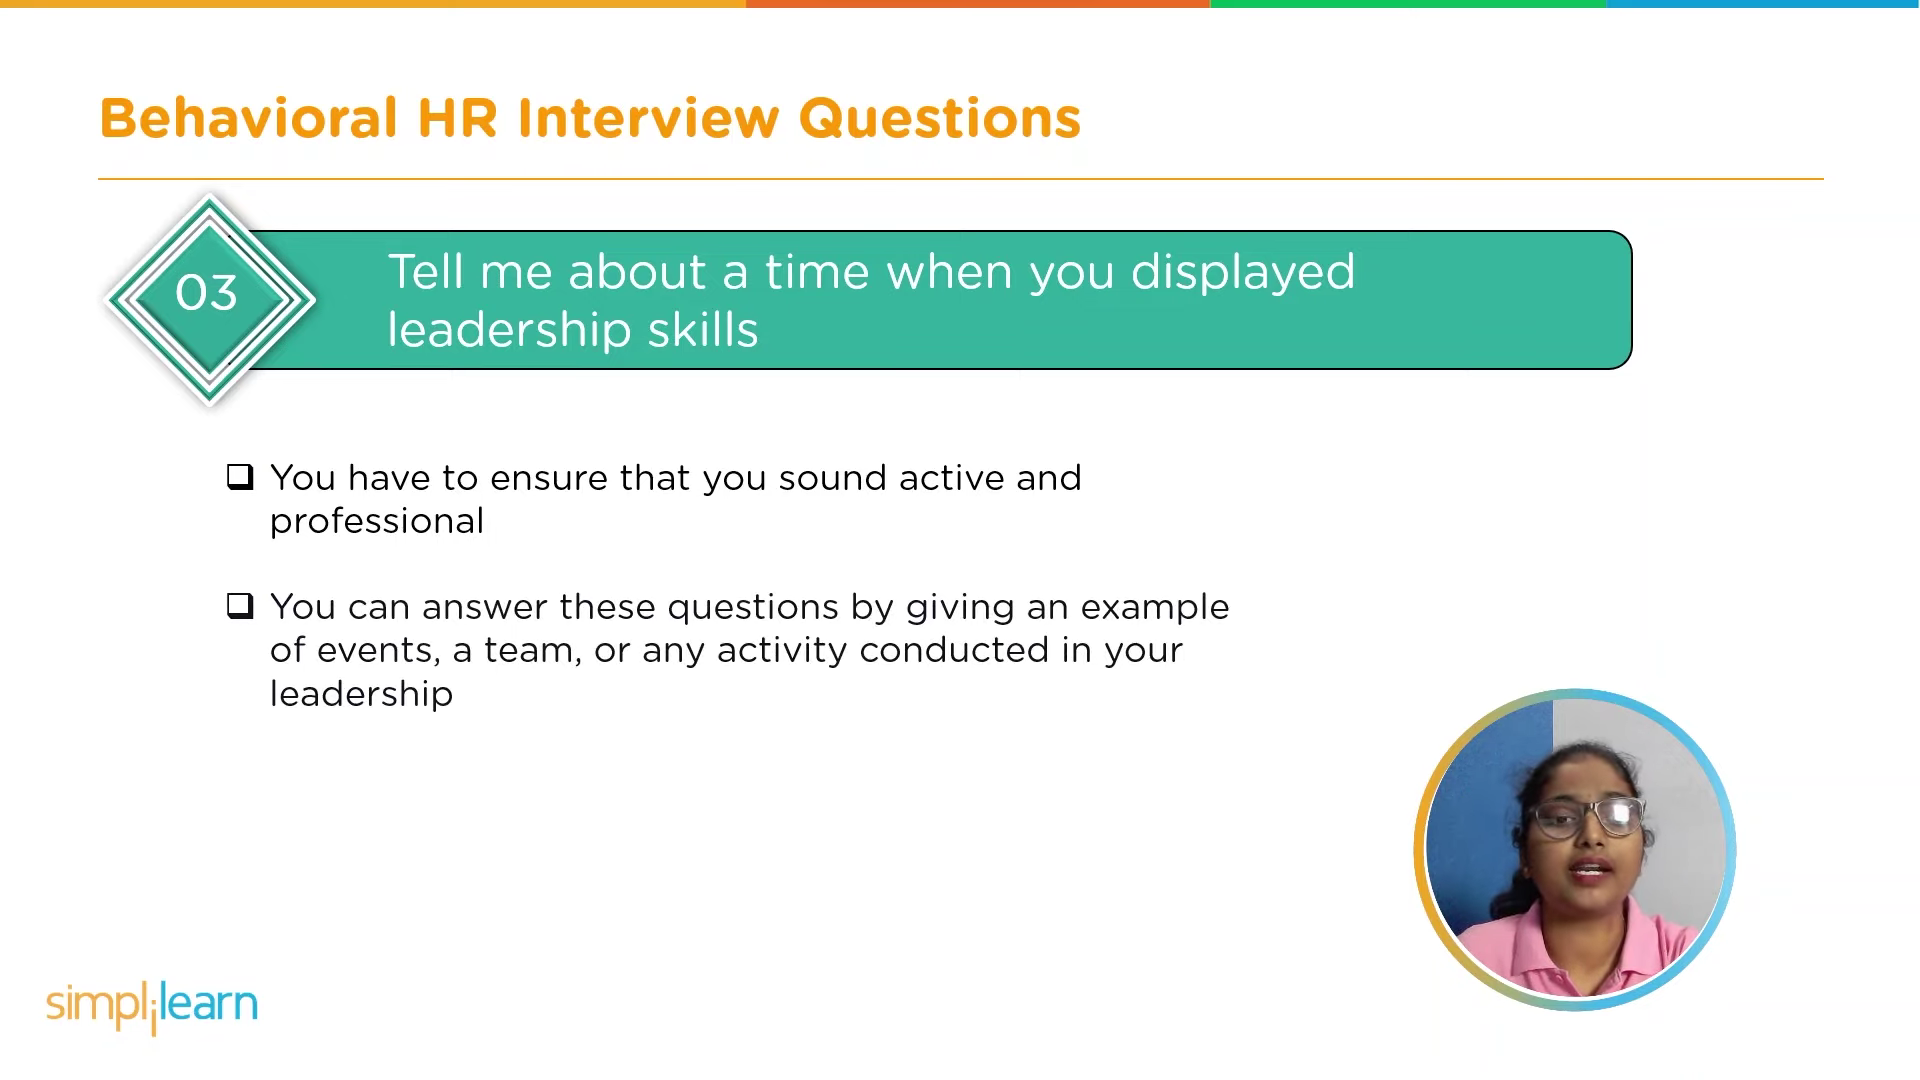 Behavioral HR Interview Questions
03
Tell me about a time when you displayed
leadership skills
You have to ensure that you sound active and
professional
You can answer these questions by giving an example
of events, a team, or any activity conducted in your
leadership
simplilearn